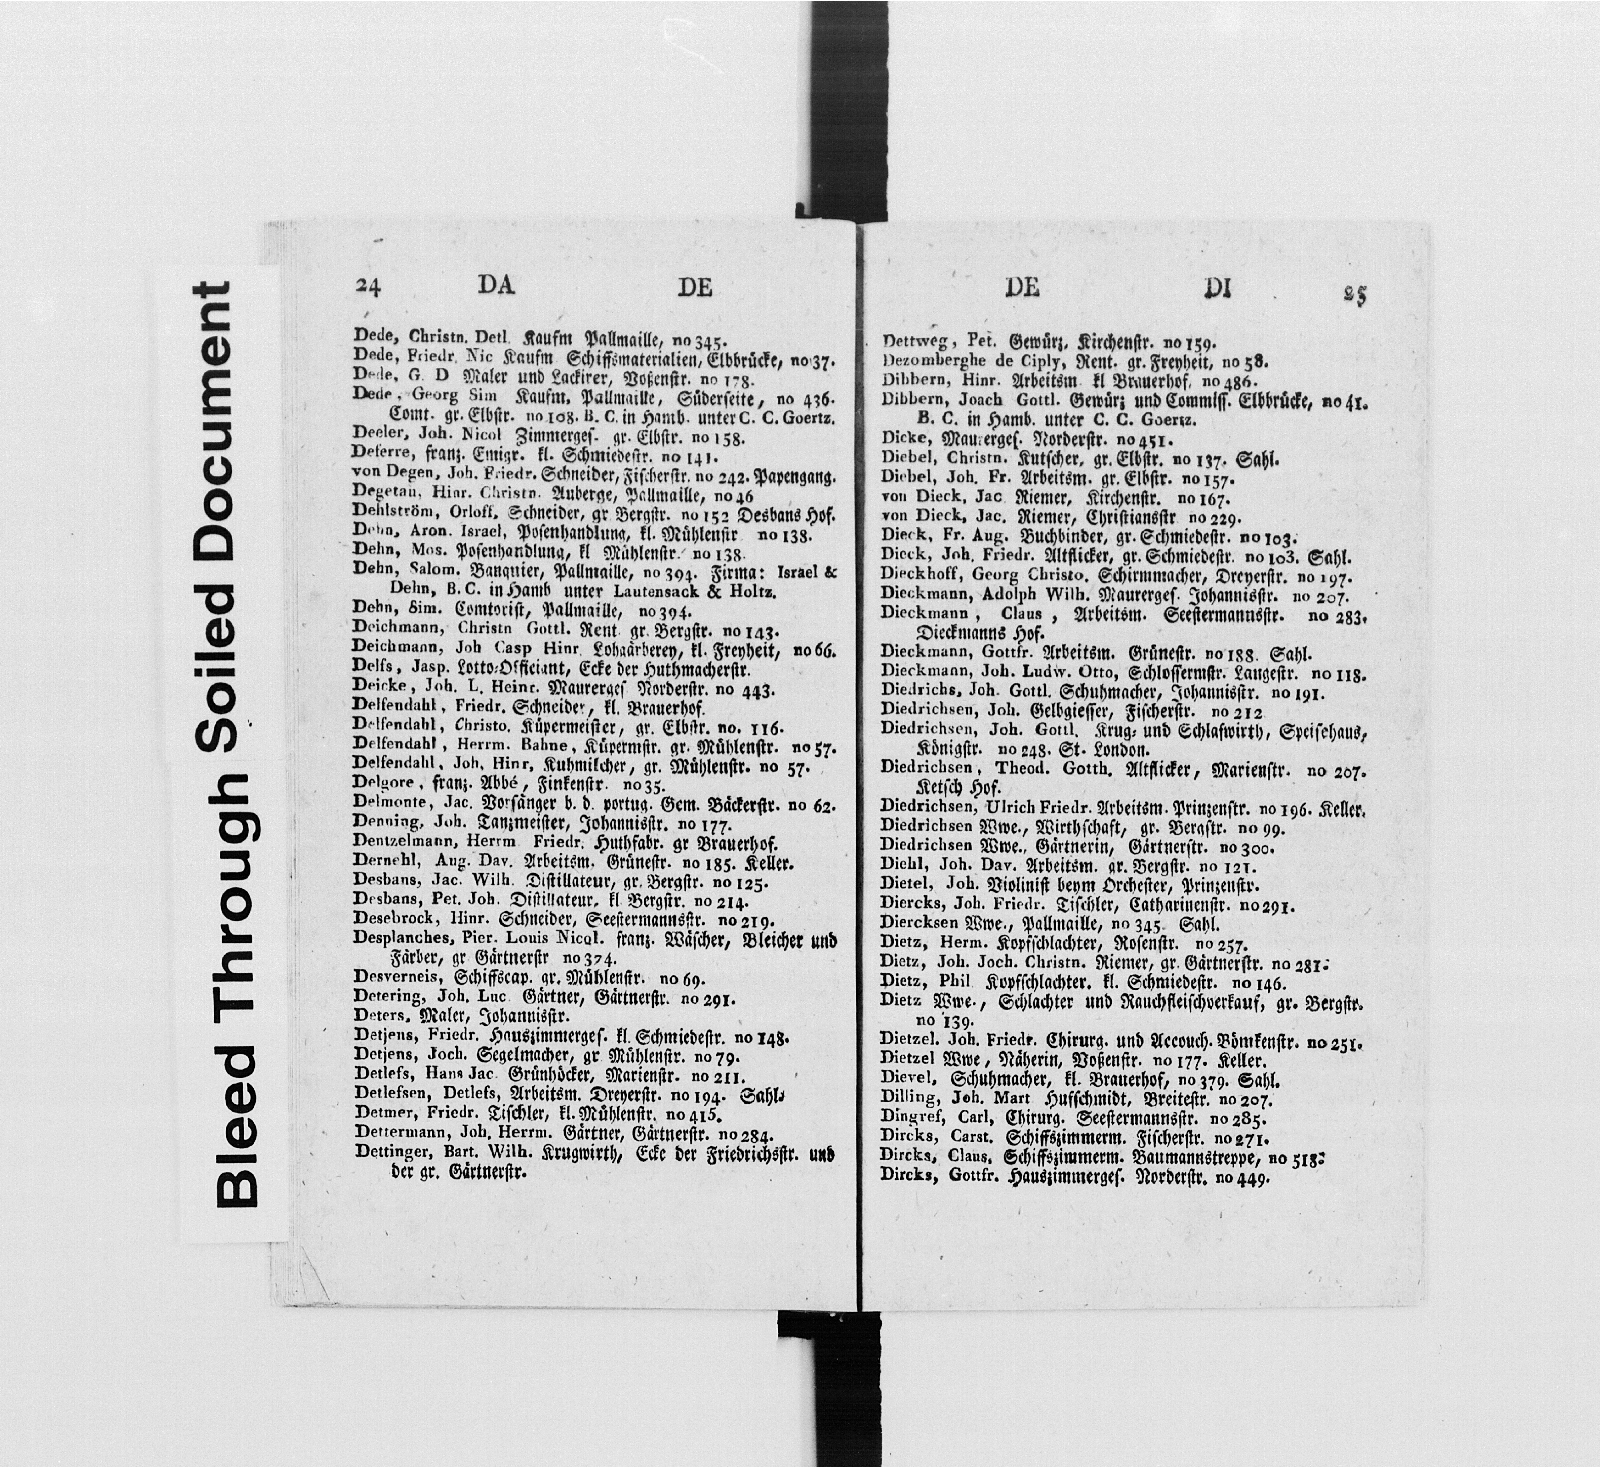 Bleed Through Soiled Document
24 DA DE
Dede, Christn. Detl. Kaufm Pallmaille, no 345.
Dede, Friedr. Nic Kaufm Schiffsmaterialien, Elbbrücke, no 37.
Dede, G. D Maler und Lackirer, Voßenstr. no 178.
Dede, Georg Sim Kaufm, Pallmaille, Süderseite, no 436.
Comt. gr. Elbstr. no 108. B. C. in Hamb. unter C. C. Goertz.
Deeler, Joh. Nicol Zimmerges. gr. Elbstr. no 158.
Deferre, franz. Emigr. kl. Schmiedestr. no 141.
von Degen, Joh. Friedr. Schneider, Fischerstr. no 242. Papengang.
Degetau, Hinr. Christn. Auberge, Pallmaille, no 46
Dehlström, Orloff, Schneider, gr Bergstr. no 152 Desbans Hof.
Dehn, Aron. Israel, Posenhandlung, kl. Mühlenstr no 138.
Dehn, Mos. Posenhandlung, kl Mühlenstr. no 138.
Dehn, Salom. Banquier, Pallmaille, no 394. Firma: Israel &
Dehn, B. C. in Hamb unter Lautensack & Holtz.
Dehn, Sim. Comtorist, Pallmaille, no 394.
Deichmann, Christn Gottl. Rent gr. Bergstr. no 143.
Deichmann, Joh Casp Hinr Lohgärberey, kl. Freyheit, no 66.
Delfs, Jasp. Lotto-Officiant, Ecke der Huthmacherstr.
Deicke, Joh. L. Heinr. Maurerges Norderstr. no 443.
Delfendahl, Friedr. Schneider, kl. Brauerhof.
Delfendahl, Christo. Küpermeister, gr. Elbstr. no. 116.
Delfendahl, Herrm. Bahne, Küpermstr. gr. Mühlenstr. no 57.
Delfendahl, Joh. Hinr. Kuhmilcher, gr. Mühlenstr. no 57.
Delgore, franz. Abbé, Finkenstr. no 35.
Delmonte, Jac. Vorsänger b. d. portug. Gem. Bäckerstr. no 62.
Denning, Joh. Tanzmeister, Johannisstr. no 177.
Dentzelmann, Herrm Friedr. Huthfabr. gr Brauerhof.
Dernehl, Aug. Dav. Arbeitsm. Grünestr. no 185. Keller.
Desbans, Jac. Wilh. Distillateur, gr. Bergstr. no 125.
Desbans, Pet. Joh. Distillateur, kl Bergstr. no 214.
Desebrock, Hinr. Schneider, Seestermannsstr. no 219.
Desplanches, Pier. Louis Nicol. franz. Wäscher, Bleicher und
Färber, gr Gärtnerstr no 374.
Desverneis, Schiffscap. gr. Mühlenstr. no 69.
Detering, Joh. Luc Gärtner, Gärtnerstr. no 291.
Deters, Maler, Johannisstr.
Detjens, Friedr. Hauszimmerges. kl. Schmiedestr. no 148.
Detjens, Joch. Segelmacher, gr Mühlenstr. no 79.
Detlefs, Hans Jac. Grünhöcker, Marienstr. no 211.
Detlefsen, Detlefs, Arbeitsm. Dreyerstr. no 194. Sahl.
Detmer, Friedr. Tischler, kl. Mühlenstr. no 415.
Dettermann, Joh. Herrm. Gärtner, Gärtnerstr. no 284.
Dettinger, Bart. Wilh. Krugwirth, Ecke der Friedrichsstr. und
der gr. Gärtnerstr.
DE DI 25
Dettweg, Pet. Gewürz, Kirchenstr. no 159.
Dezomberghe de Ciply, Rent. gr. Freyheit, no 58.
Dibbern, Hinr. Arbeitsm kl Brauerhof, no 486.
Dibbern, Joach Gottl. Gewürz und Commiss. Elbbrücke, no 41.
B. C. in Hamb. unter C. C. Goertz.
Dicke, Maurerges. Norderstr. no 451.
Diebel, Christn. Kutscher, gr. Elbstr. no 137. Sahl.
Diebel, Joh. Fr. Arbeitsm. gr. Elbstr. no 157.
von Dieck, Jac Riemer, Kirchenstr. no 167.
von Dieck, Jac. Riemer, Christiansstr no 229.
Dieck, Fr. Aug. Buchbinder, gr. Schmiedestr. no 103.
Dieck, Joh. Friedr. Altflicker, gr. Schmiedestr. no 103. Sahl.
Dieckhoff, Georg Christo. Schirmmacher, Dreyerstr. no 197.
Dieckmann, Adolph Wilh. Maurerges. Johannisstr. no 207.
Dieckmann, Claus, Arbeitsm. Seestermannsstr. no 283.
Dieckmanns Hof.
Dieckmann, Gottfr. Arbeitsm. Grünestr. no 188. Sahl.
Dieckmann, Joh. Ludw. Otto, Schlossermstr. Langestr. no 118.
Diedrichs, Joh. Gottl. Schuhmacher, Johannisstr. no 191.
Diedrichsen, Joh. Gelbgiesser, Fischerstr. no 212
Diedrichsen, Joh. Gottl. Krug- und Schlafwirth, Speisehaus,
Königstr. no 248. St. London.
Diedrichsen, Theod. Gotth. Altflicker, Marienstr. no 207.
Ketsch Hof.
Diedrichsen, Ulrich Friedr. Arbeitsm. Prinzenstr. no 196. Keller.
Diedrichsen Wwe., Wirthschaft, gr. Bergstr. no 99.
Diedrichsen Wwe., Gärtnerin, Gärtnerstr. no 300.
Diehl, Joh. Dav. Arbeitsm. gr. Bergstr. no 121.
Dietel, Joh. Violinist beym Orchester, Prinzenstr.
Diercks, Joh. Friedr. Tischler, Catharinenstr. no 291.
Diercksen Wwe., Pallmaille, no 345. Sahl.
Dietz, Herm. Kopfschlachter, Rosenstr. no 257.
Dietz, Joh. Joch. Christn. Riemer, gr. Gärtnerstr. no 281.
Dietz, Phil Kopfschlachter. kl. Schmiedestr. no 146.
Dietz Wwe., Schlachter und Rauchfleischverkauf, gr. Bergstr.
no 139.
Dietzel. Joh. Friedr. Chirurg. und Accouch. Bömkenstr. no 251.
Dietzel Wwe, Näherin, Voßenstr. no 177. Keller.
Dievel, Schuhmacher, kl. Brauerhof, no 379. Sahl.
Dilling, Joh. Mart Hufschmidt, Breitestr. no 207.
Dingref, Carl, Chirurg. Seestermannsstr. no 285.
Dircks, Carst. Schiffszimmerm. Fischerstr. no 271.
Dircks, Claus. Schiffszimmerm. Baumannstreppe, no 518.
Dircks, Gottfr. Hauszimmerges. Norderstr. no 449.